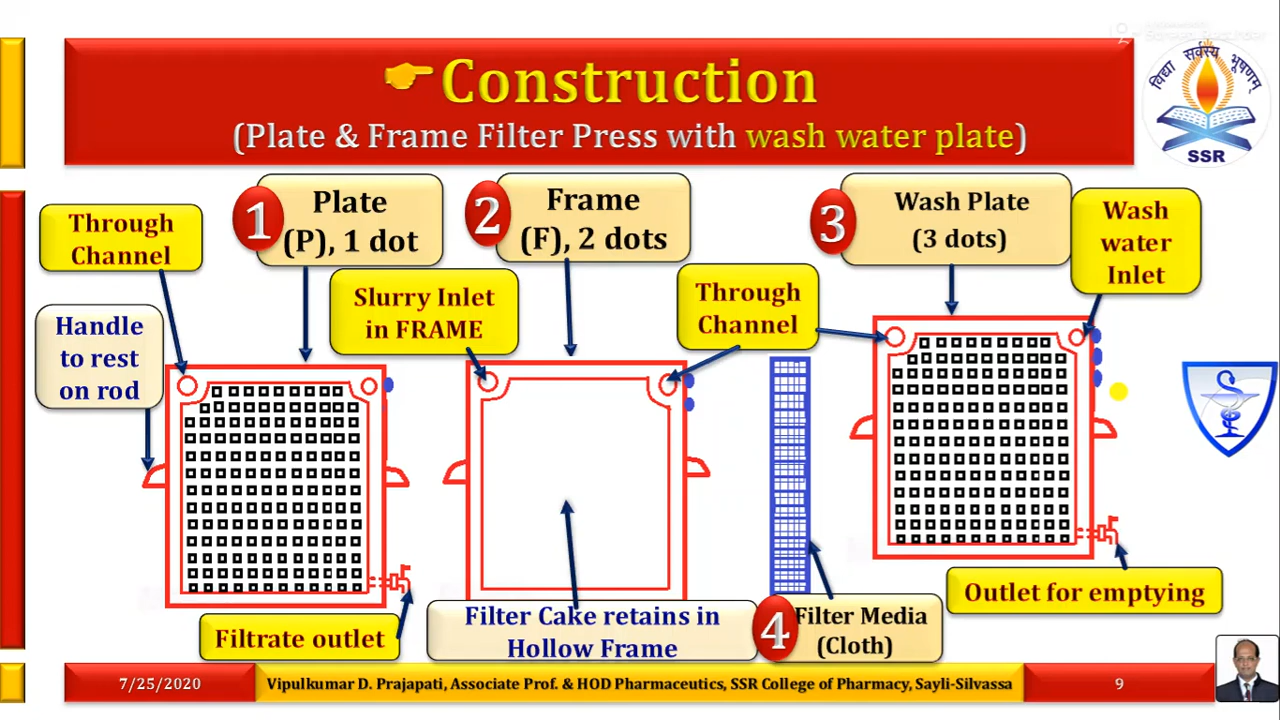 Construction
(Plate & Frame Filter Press with wash water plate)
विद्या सर्वस्य भूषणम्
SSR
Through
Channel
1
Plate
(P), 1 dot
2
Frame
(F), 2 dots
3
Wash Plate
(3 dots)
Wash
water
Inlet
Handle
to rest
on rod
Slurry Inlet
in FRAME
Through
Channel
Filtrate outlet
Filter Cake retains in
Hollow Frame
4
Filter Media
(Cloth)
Outlet for emptying
7/25/2020
Vipulkumar D. Prajapati, Associate Prof. & HOD Pharmaceutics, SSR College of Pharmacy, Sayli-Silvassa
9